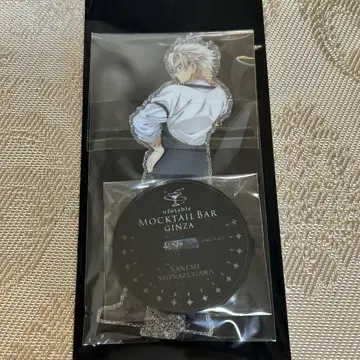 ufotable
MOCKTAIL BAR
GINZA
SANEMI
SHINAZUGAWA